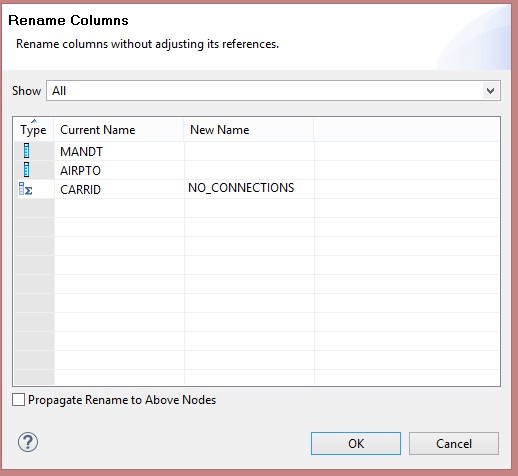 Rename Columns
Rename columns without adjusting its references.
Show All
Type Current Name New Name
MANDT
AIRPTO
Σ CARRID NO_CONNECTIONS
Propagate Rename to Above Nodes
? OK Cancel